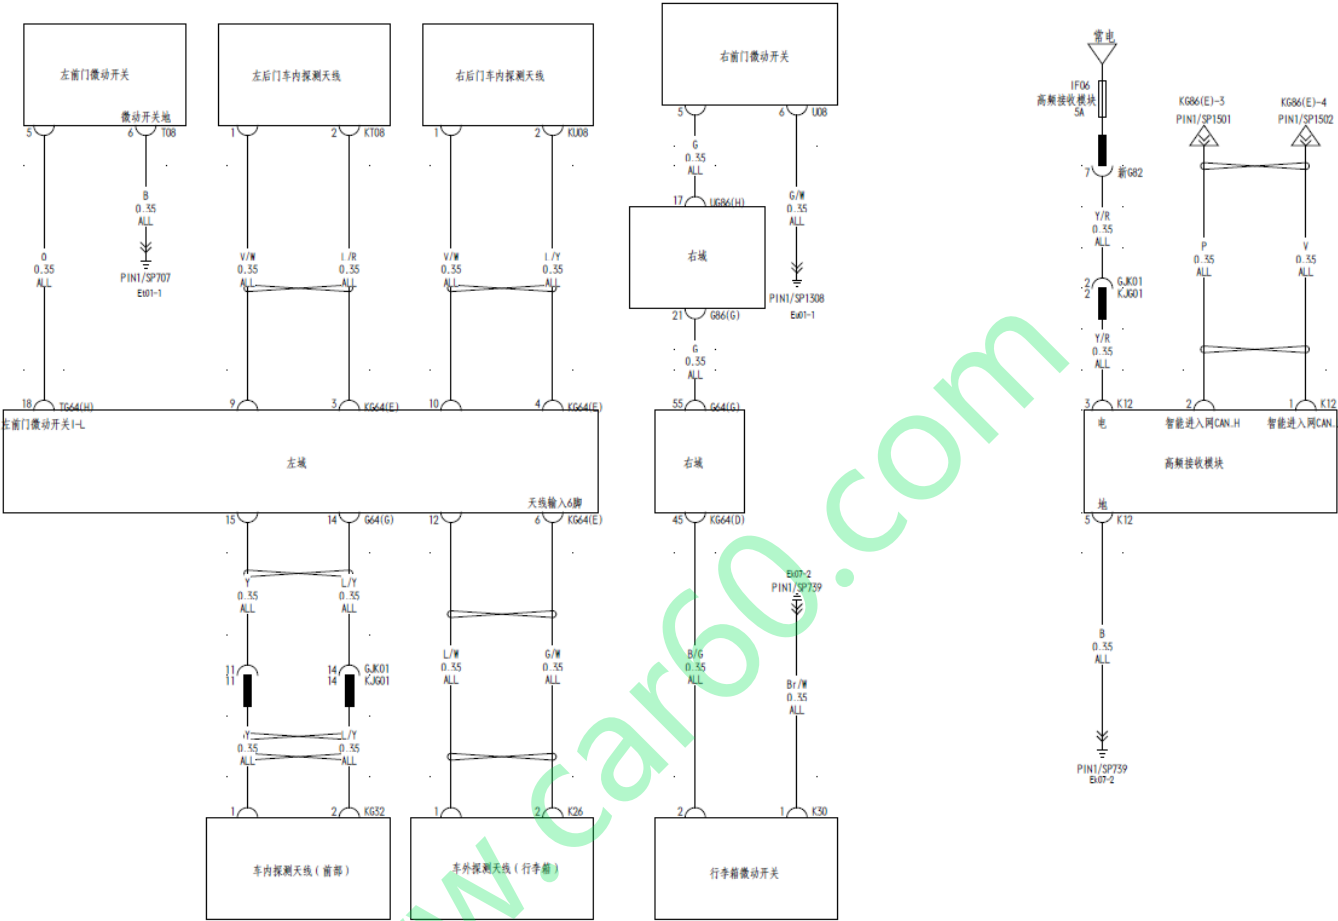 左前门微动开关
微动开关地
5
6
T08
B
0.35
ALL
PIN1/SP707
Et01-1
O
0.35
ALL
18
TG64(H)
左后门车内探测天线
1
2
KT08
V/W
0.35
ALL
L/R
0.35
ALL
9
3
KG64(E)
右后门车内探测天线
1
2
KU08
V/W
0.35
ALL
L/Y
0.35
ALL
10
4
KG64(E)
左前门微动开关I-L
左域
天线输入6脚
15
14
G64(G)
12
6
KG64(E)
Y
0.35
ALL
L/Y
0.35
ALL
11
11
14
14
GJK01
KJG01
Y
0.35
ALL
L/Y
0.35
ALL
1
2
KG32
车内探测天线(前部)
L/W
0.35
ALL
G/W
0.35
ALL
1
2
K26
车外探测天线(行李箱)
右前门微动开关
5
6
U08
G
0.35
ALL
G/W
0.35
ALL
17
UG86(H)
右域
21
G86(G)
PIN1/SP1308
Eu01-1
G
0.35
ALL
55
G64(G)
右域
45
KG64(D)
B/G
0.35
ALL
Ek07-2
PIN1/SP739
Br/W
0.35
ALL
2
1
K30
行李箱微动开关
常电
IF06
高频接收模块
5A
7
新G82
Y/R
0.35
ALL
2
2
GJK01
KJG01
Y/R
0.35
ALL
3
K12
KG86(E)-3
PIN1/SP1501
KG86(E)-4
PIN1/SP1502
P
0.35
ALL
V
0.35
ALL
2
1
K12
电
智能进入网CAN.H
智能进入网CAN.
高频接收模块
地
5
K12
B
0.35
ALL
PIN1/SP739
Ek07-2
w.car60.com